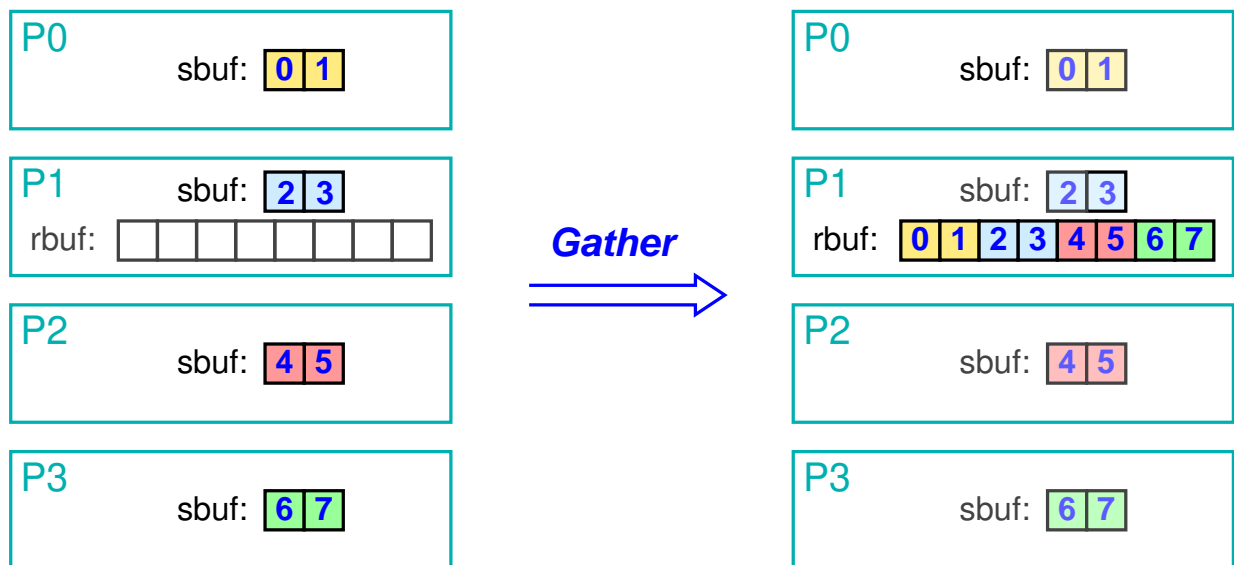 P0
sbuf: 0 1
P1
sbuf: 2 3
rbuf:
P2
sbuf: 4 5
P3
sbuf: 6 7
Gather
P0
sbuf: 0 1
P1
sbuf: 2 3
rbuf: 0 1 2 3 4 5 6 7
P2
sbuf: 4 5
P3
sbuf: 6 7